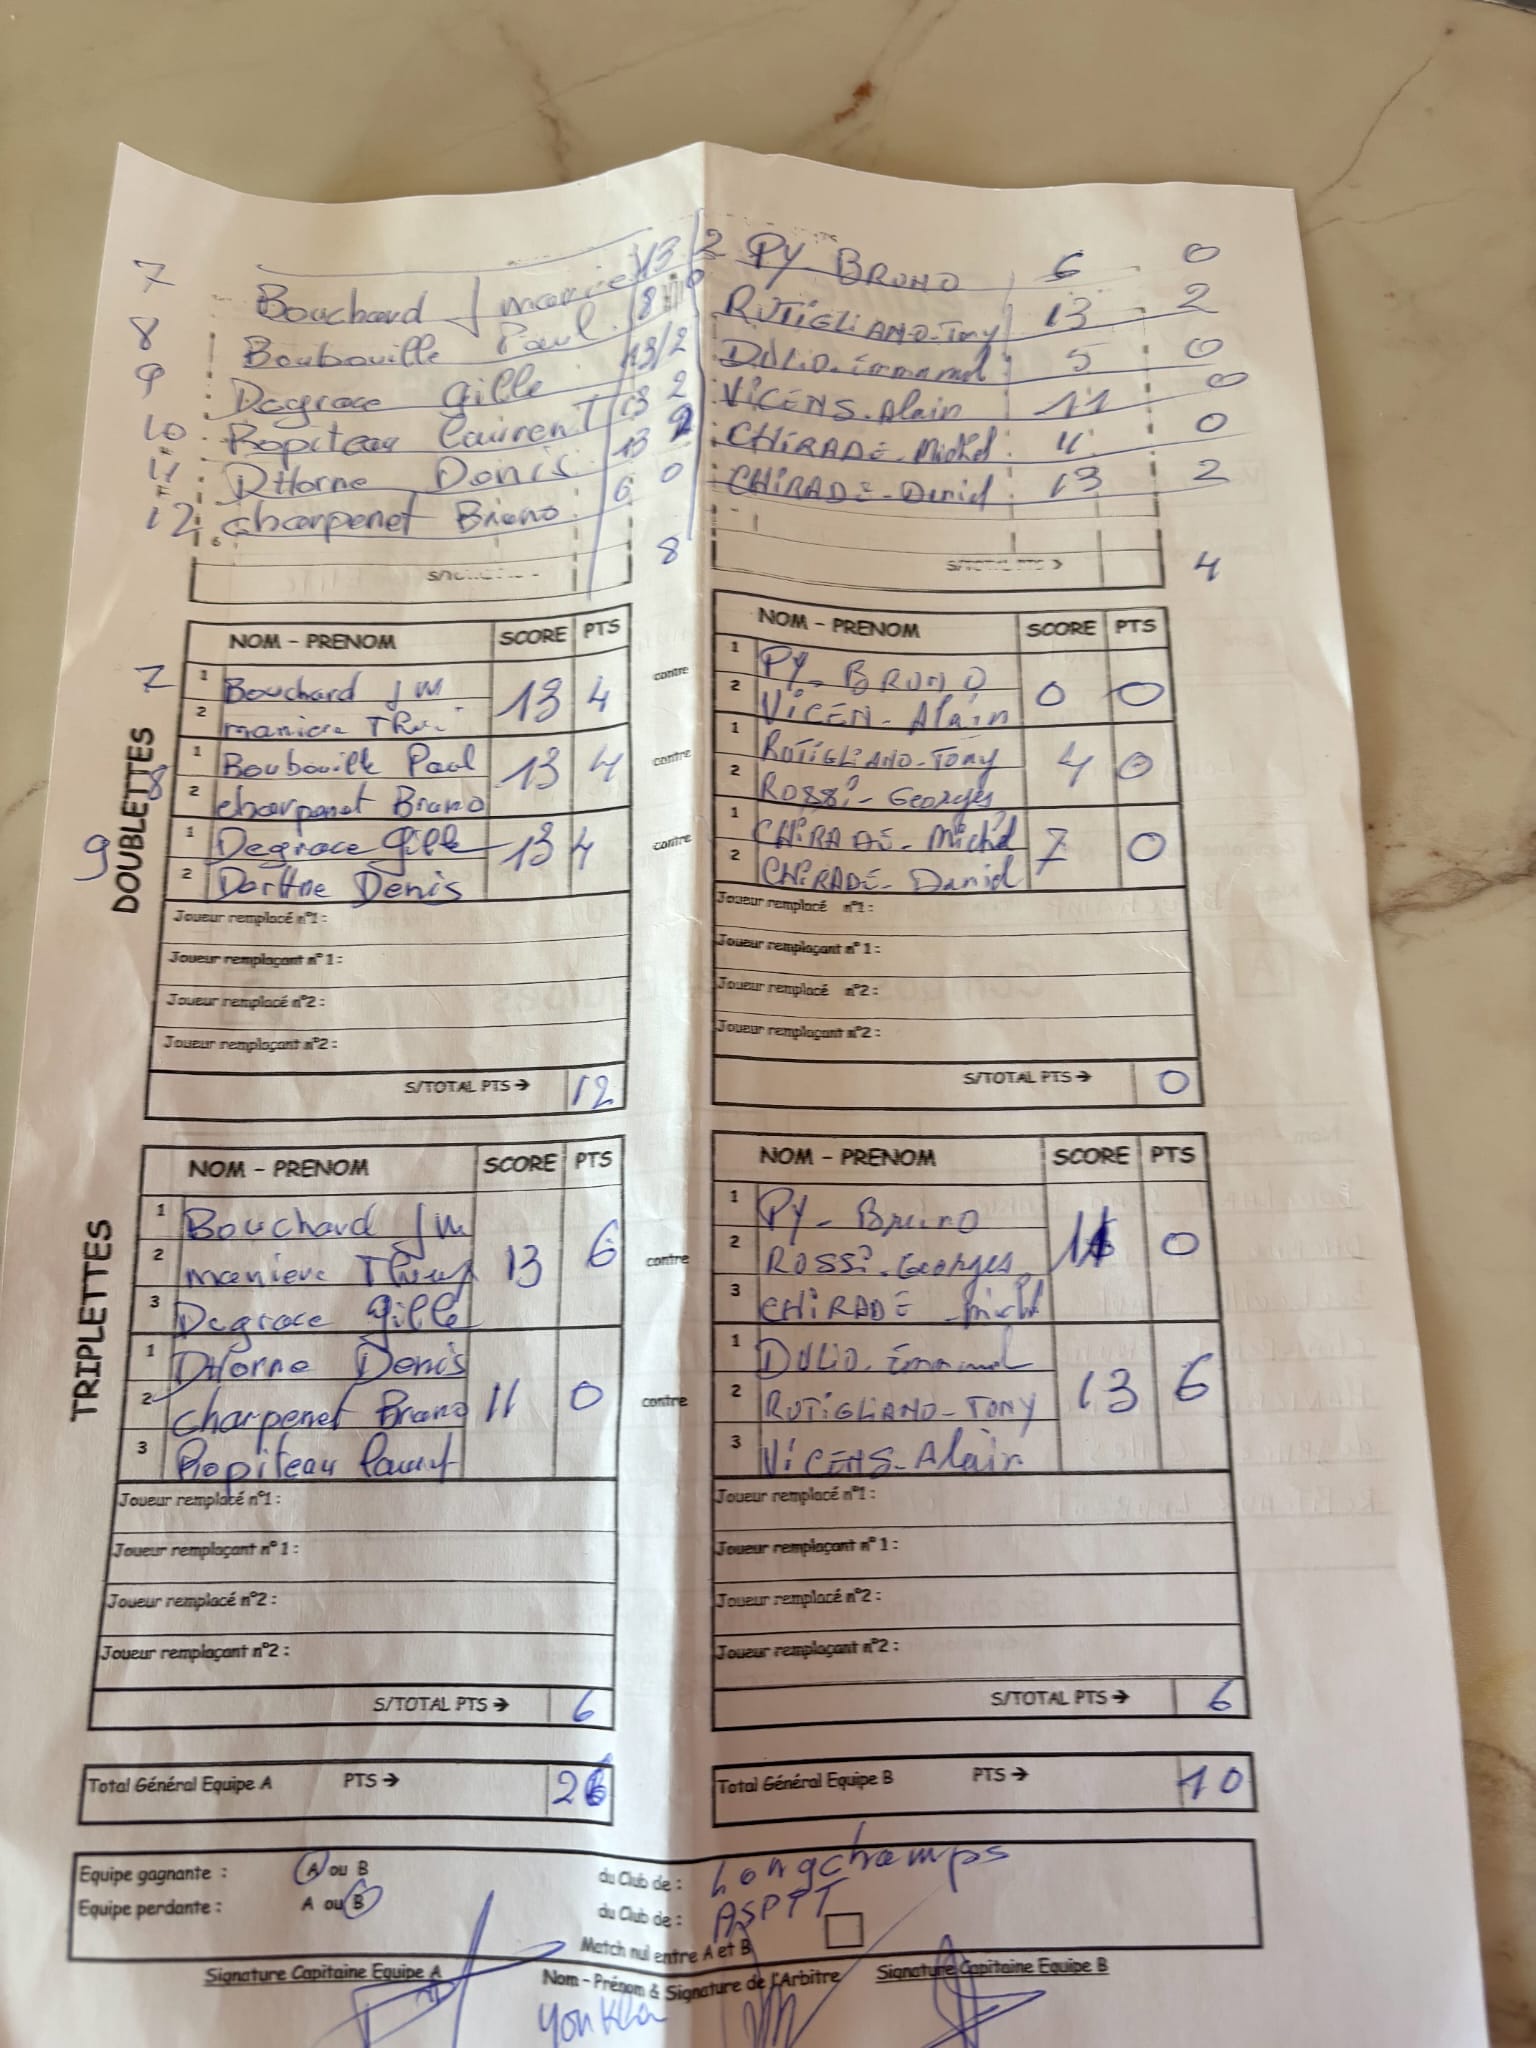 7 Bouchard J marie 13 2 PY-BRUNO 6 0
8 Boubouille Paul 8 0 RUTIGLIANO-Tony 13 2
9 Degrace Gille 13/2 DULIO-Emmanuel 5 0
10 Ropiteau Laurent 13 2 VICENS-Alain 11 0
11 DHorne Denis 13 2 CHIRADE-Michel 0
12 charpenet Bruno 6 0 CHIRADE-Daniel 13 2
8 S/TOTAL PTS → 4
DOUBLETTES
NOM - PRENOM SCORE PTS NOM - PRENOM SCORE PTS
7 1 Bouchard JM 13 4 contre 1 PY-BRUNO 0 0
2 maniere 2 VICEN-Alain
8 1 Boubouille Paul 13 4 contre 1 RUTIGLIANO-Tony 4 0
2 charpenet Bruno 2 ROSSI-Georges
9 1 Degrace Gille 13 4 contre 1 CHIRADE-Michel 7 0
2 Denis 2 CHIRADE-Daniel
Joueur remplacé n°1 : Joueur remplacé n°1 :
Joueur remplaçant n°1 : Joueur remplaçant n°1 :
Joueur remplacé n°2 : Joueur remplacé n°2 :
Joueur remplaçant n°2 : Joueur remplaçant n°2 :
S/TOTAL PTS → 12 S/TOTAL PTS → 0
TRIPLETTES
NOM - PRENOM SCORE PTS NOM - PRENOM SCORE PTS
1 Bouchard JM 13 6 contre 1 PY-Bruno 0
2 maniere 2 ROSSI-Georges
3 Degrace Gille 3 CHIRADE-michel
1 DHorne Denis 11 0 contre 1 DULIO-Emmanuel 13 6
2 charpenet Bruno 2 RUTIGLIANO-TONY
3 Ropiteau Laurent 3 VICENS-Alain
Joueur remplacé n°1 : Joueur remplacé n°1 :
Joueur remplaçant n°1 : Joueur remplaçant n°1 :
Joueur remplacé n°2 : Joueur remplacé n°2 :
Joueur remplaçant n°2 : Joueur remplaçant n°2 :
S/TOTAL PTS → 6 S/TOTAL PTS → 6
Total Général Equipe A PTS → 26 Total Général Equipe B PTS → 10
Equipe gagnante : A ou B du Club de : Longchamps
Equipe perdante : A ou B du Club de : ASPTT
Match nul entre A et B
Signature Capitaine Equipe A Nom - Prénom & Signature de l'Arbitre Signature Capitaine Equipe B